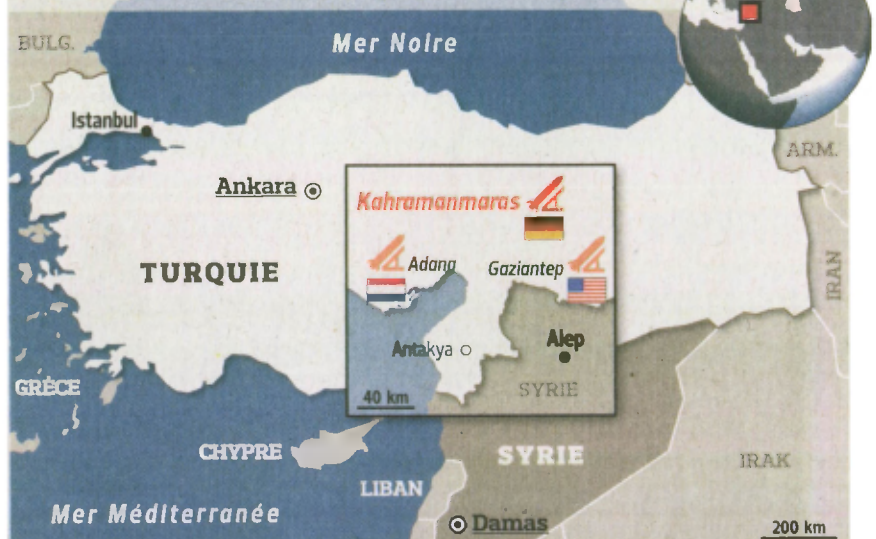 Mer Noire
BULG.
Istanbul
ARM.
Ankara
Kahramanmaras
TURQUIE
Adana
Gaziantep
IRAN
Antakya
Alep
GRÈCE
40 km
SYRIE
CHYPRE
SYRIE
IRAK
LIBAN
Mer Méditerranée
Damas
200 km